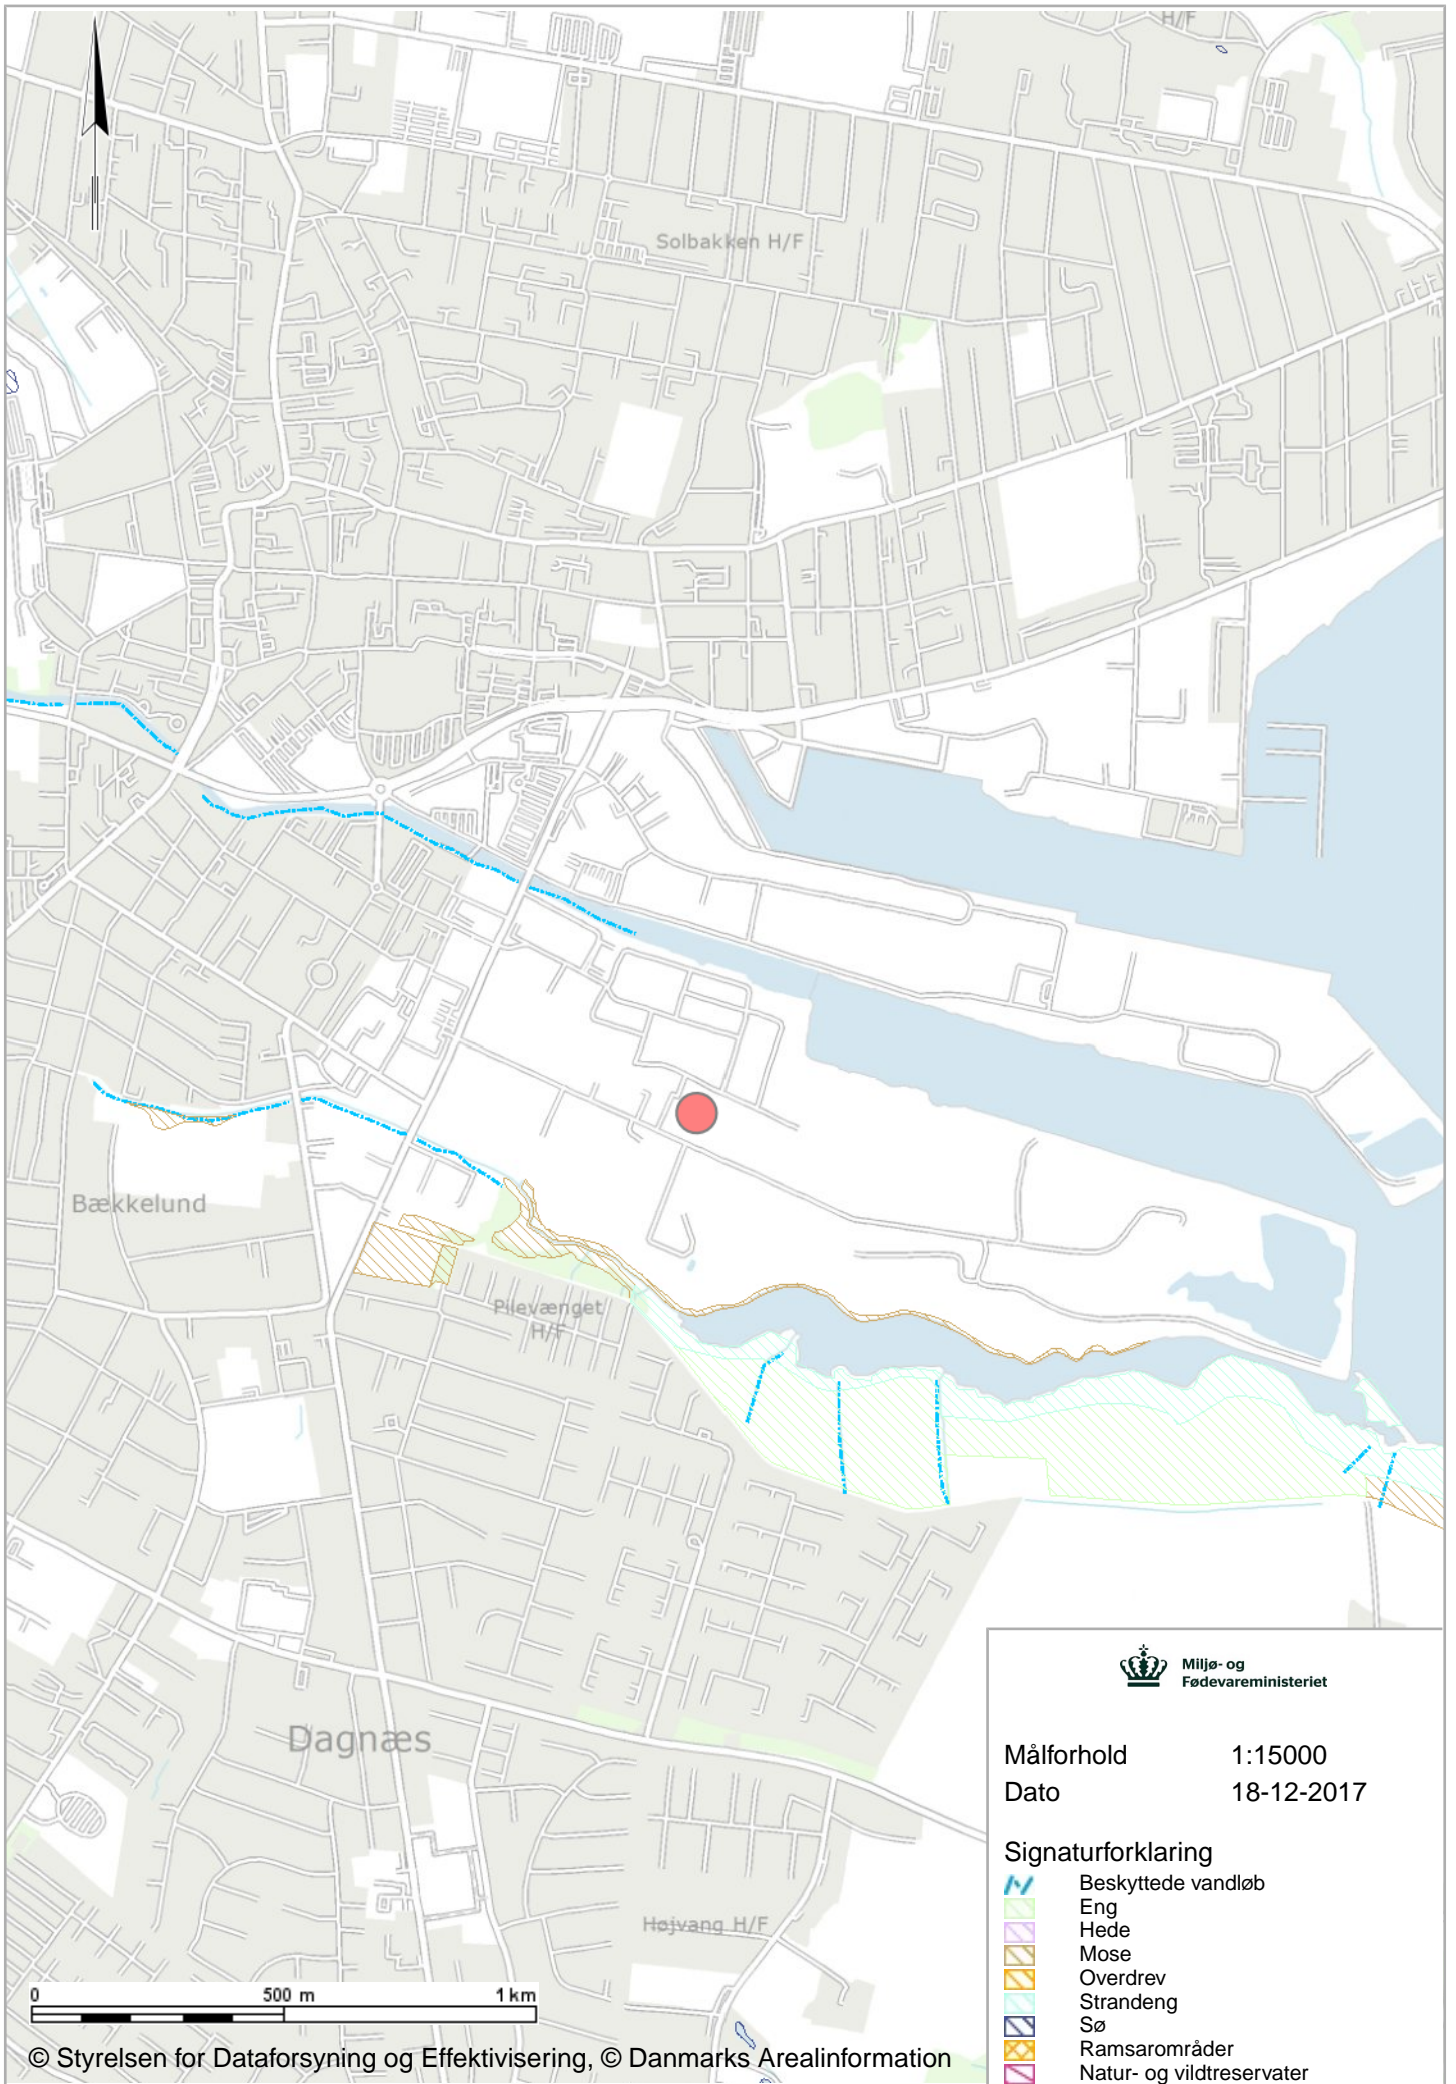 H/F
Solbakken H/F
Bækkelund
Pilevænget
H/F
Dagnæs
Højvang H/F
Miljø- og
Fødevareministeriet
Målforhold 1:15000
Dato 18-12-2017
Signaturforklaring
Beskyttede vandløb
Eng
Hede
Mose
Overdrev
Strandeng
Sø
Ramsarområder
Natur- og vildtreservater
0 500 m 1 km
© Styrelsen for Dataforsyning og Effektivisering, © Danmarks Arealinformation